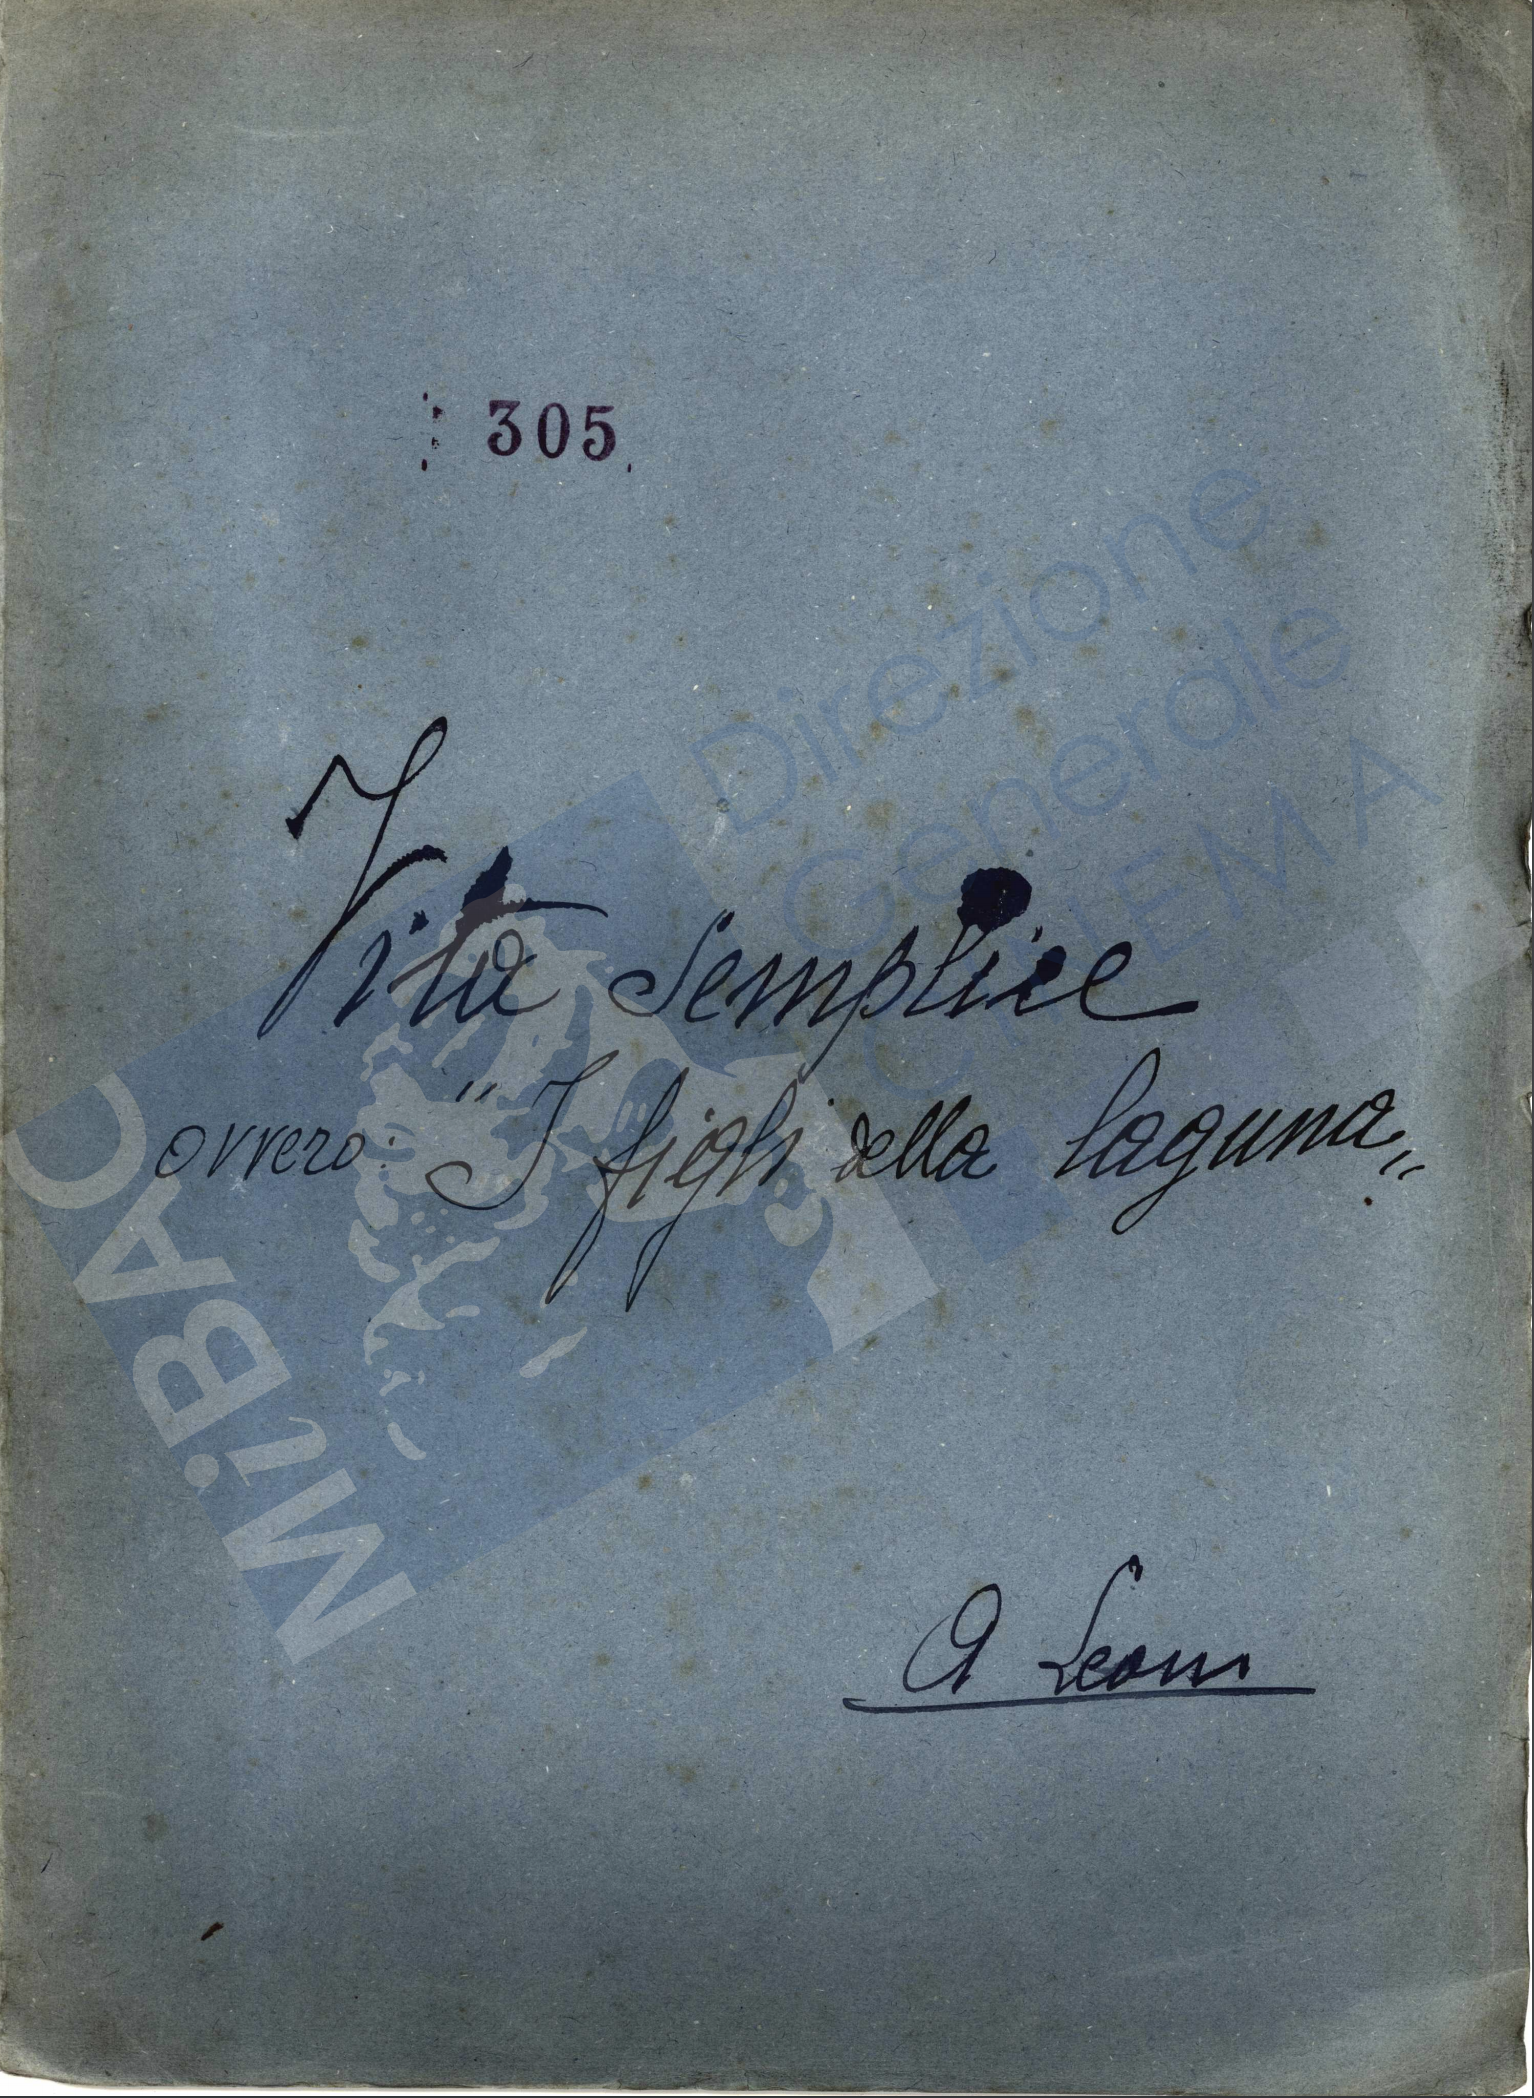 305
Vita semplice
ovvero: "I figli della laguna"
A Leoni
Direzione
Generale
CINEMA
MiBAC